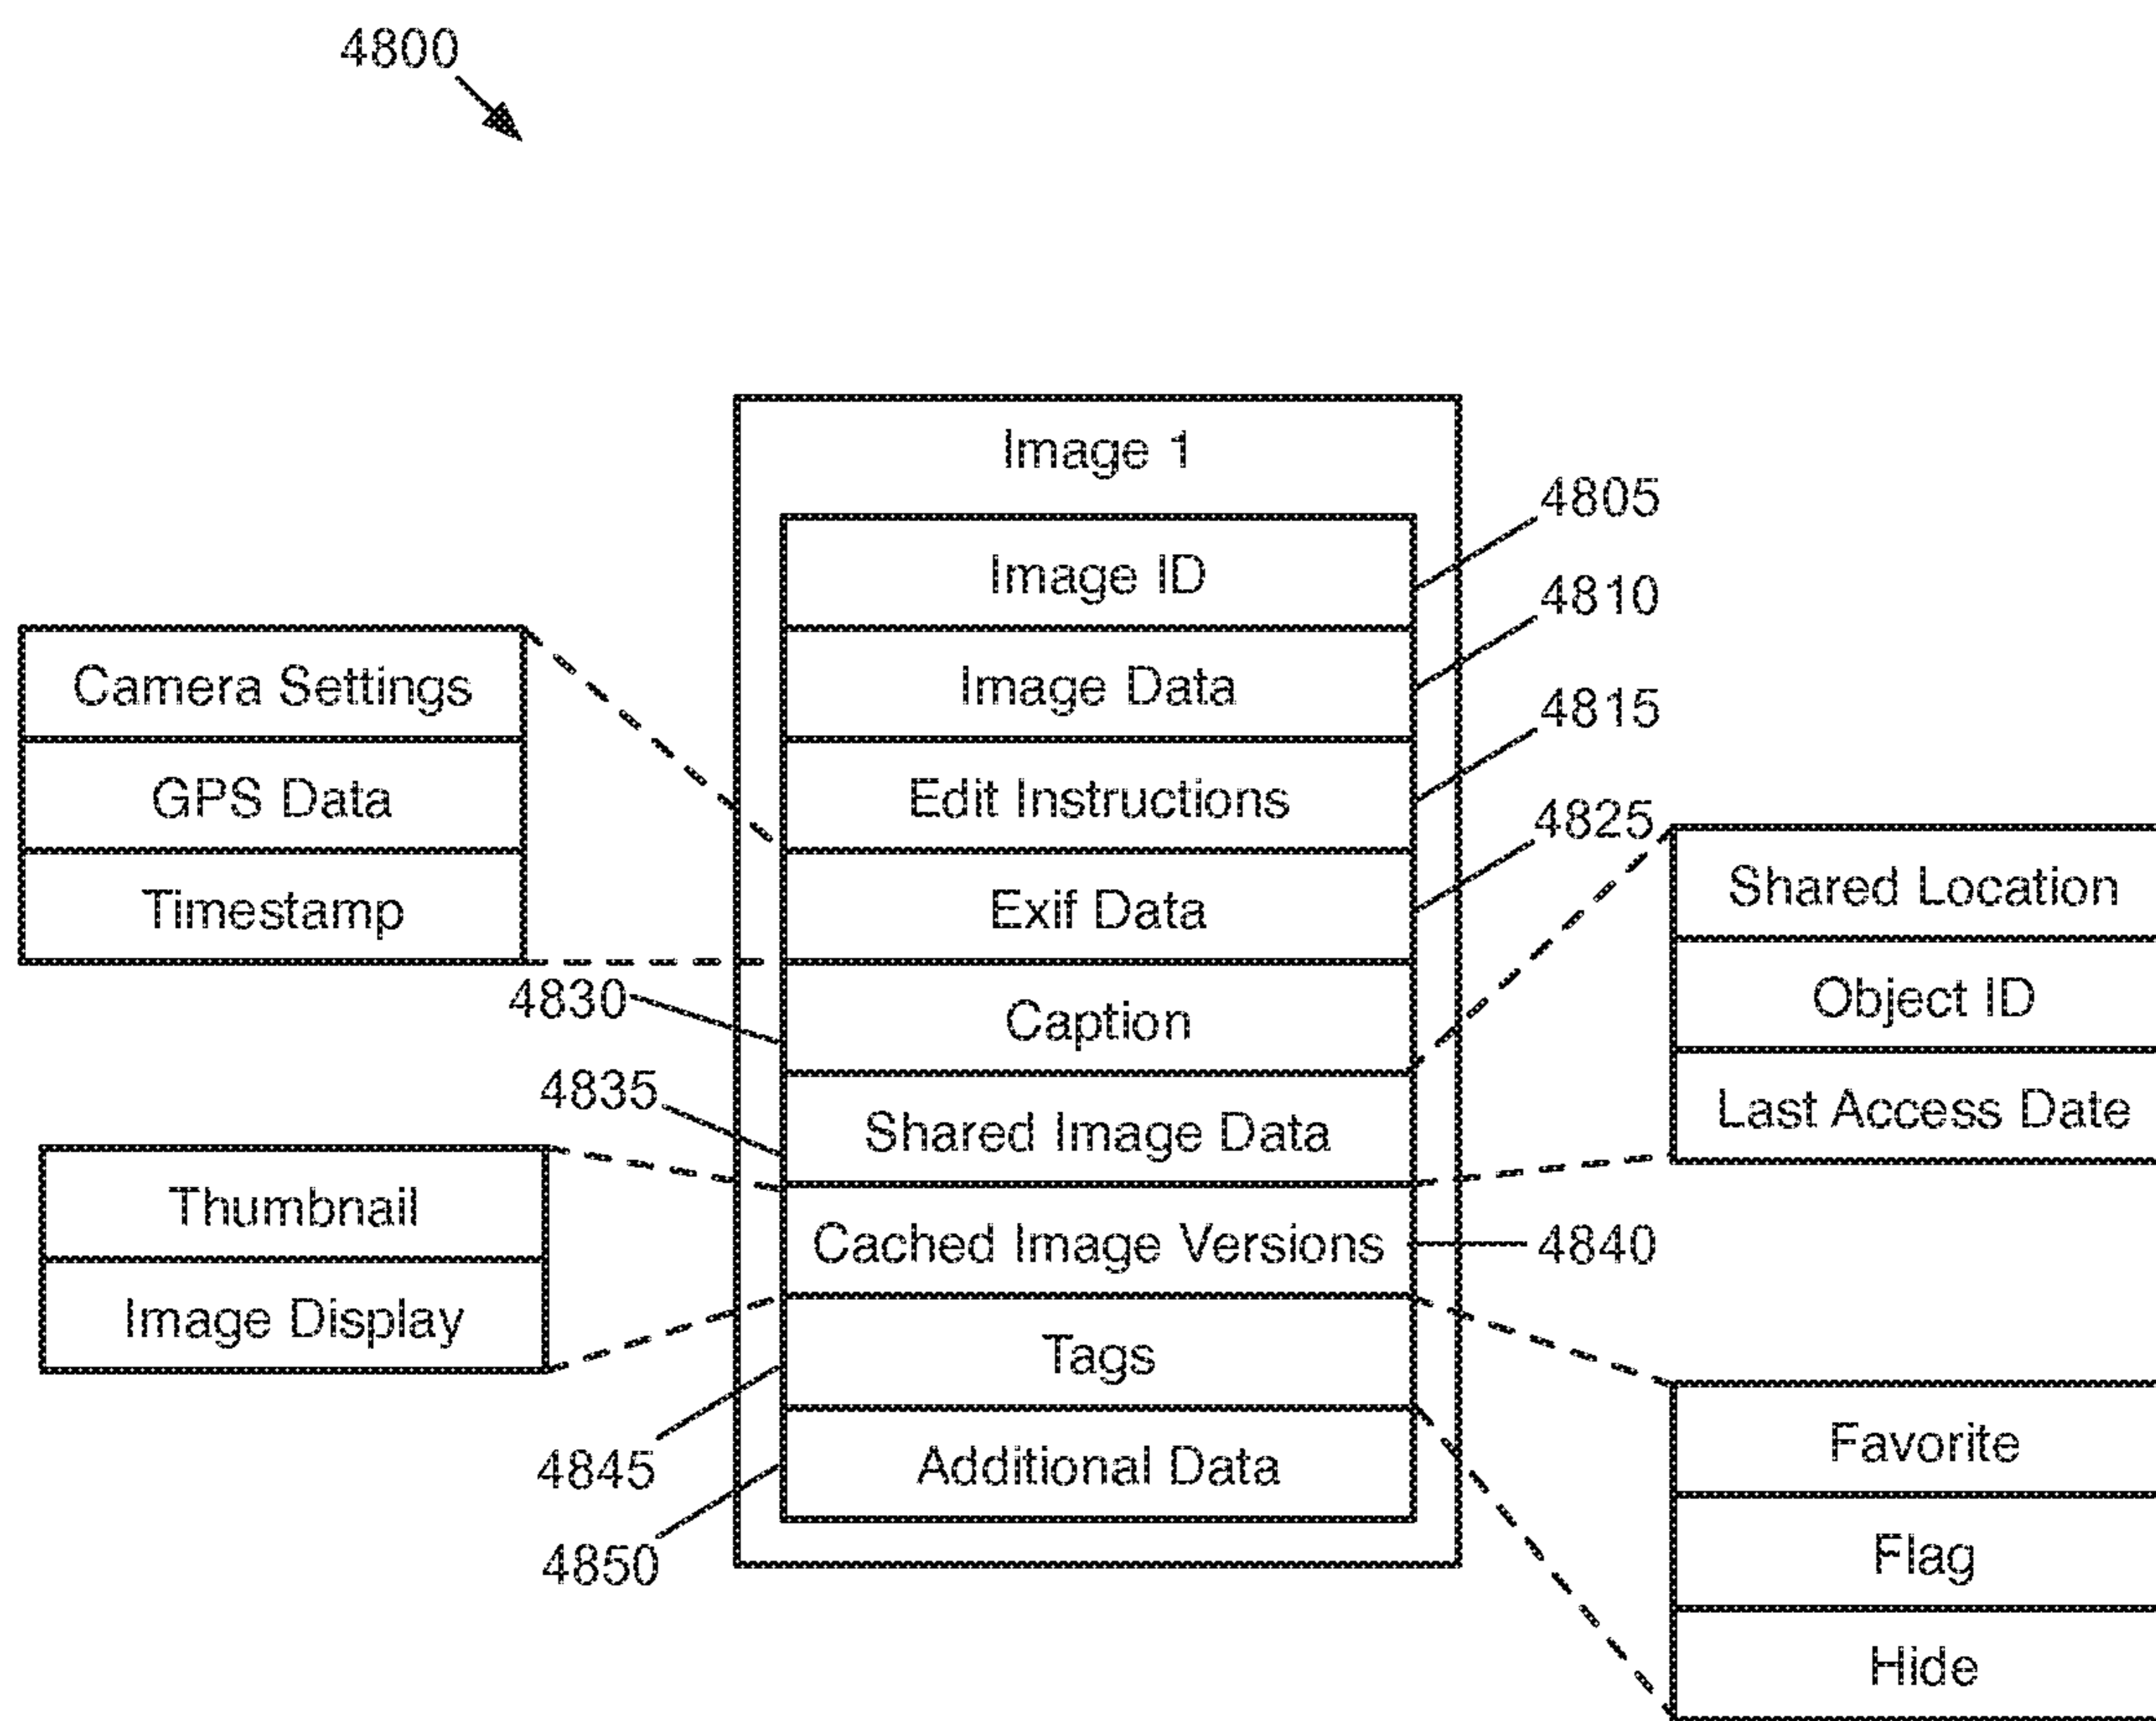 4800
Image 1
Image ID
4805
Image Data
4810
Edit Instructions
4815
Exif Data
4825
Camera Settings
GPS Data
Timestamp
Caption
4830
Shared Image Data
4835
Shared Location
Object ID
Last Access Date
Cached Image Versions
4840
Thumbnail
Image Display
Tags
4845
Favorite
Flag
Hide
Additional Data
4850